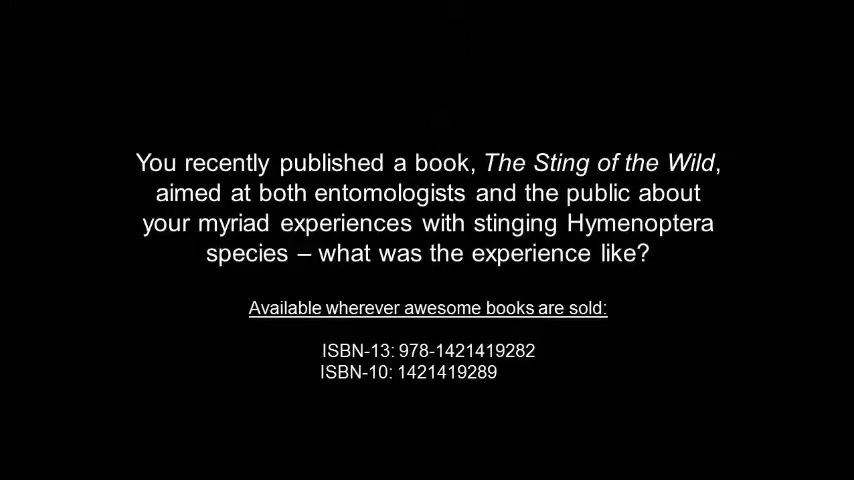 You recently published a book, The Sting of the Wild,
aimed at both entomologists and the public about
your myriad experiences with stinging Hymenoptera
species – what was the experience like?
Available wherever awesome books are sold:
ISBN-13: 978-1421419282
ISBN-10: 1421419289